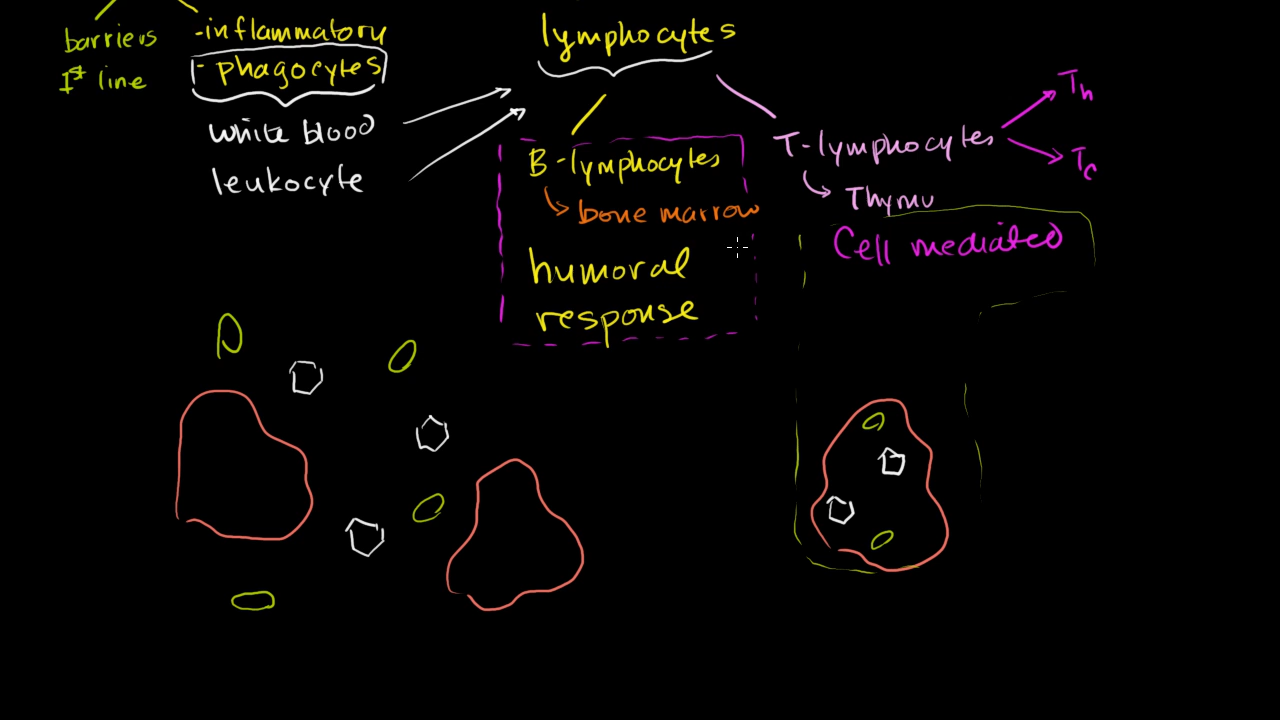 barriers
1st line
-inflammatory
- phagocytes
white blood
leukocyte
lymphocytes
B-lymphocytes
bone marrow
humoral
response
T-lymphocytes
Thymu
Th
Tc
Cell mediated